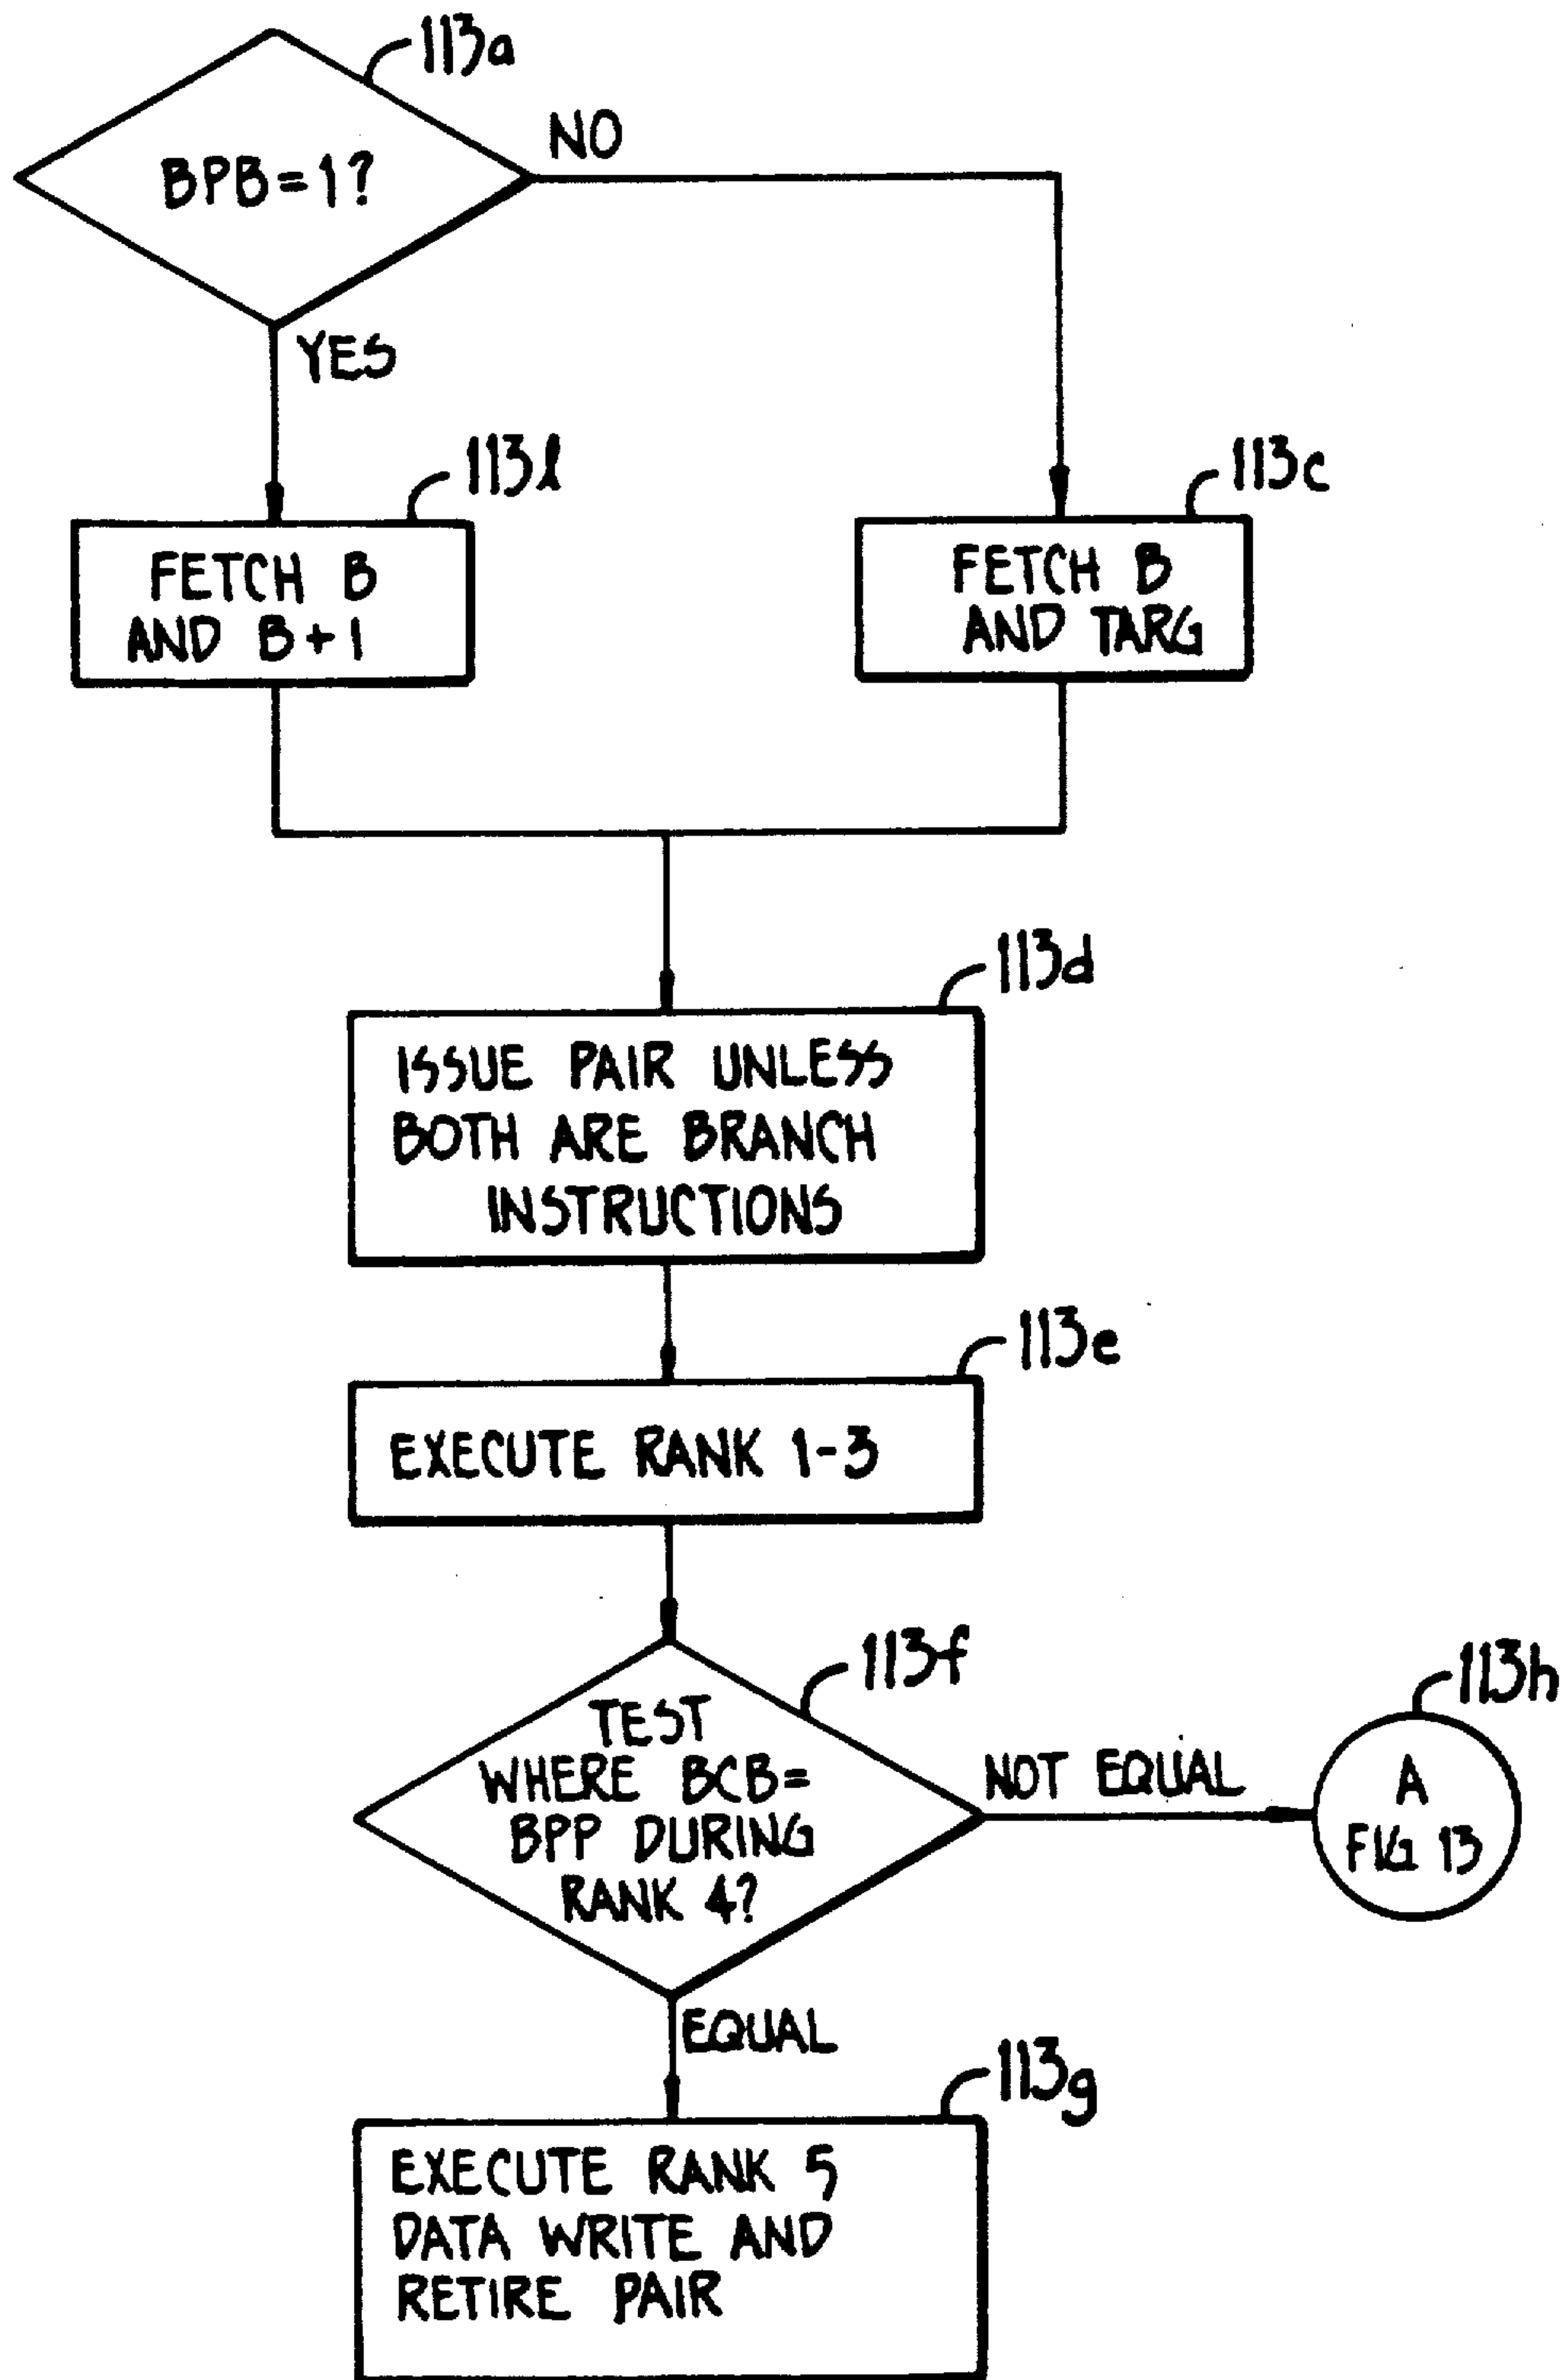 113a
BPB=1?
NO
YES
113l
FETCH B
AND B+1
113c
FETCH B
AND TARG
113d
ISSUE PAIR UNLESS
BOTH ARE BRANCH
INSTRUCTIONS
113e
EXECUTE RANK 1-3
113f
TEST
WHERE BCB=
BPP DURING
RANK 4?
NOT EQUAL
113h
A
FIG 13
EQUAL
113g
EXECUTE RANK 5
DATA WRITE AND
RETIRE PAIR